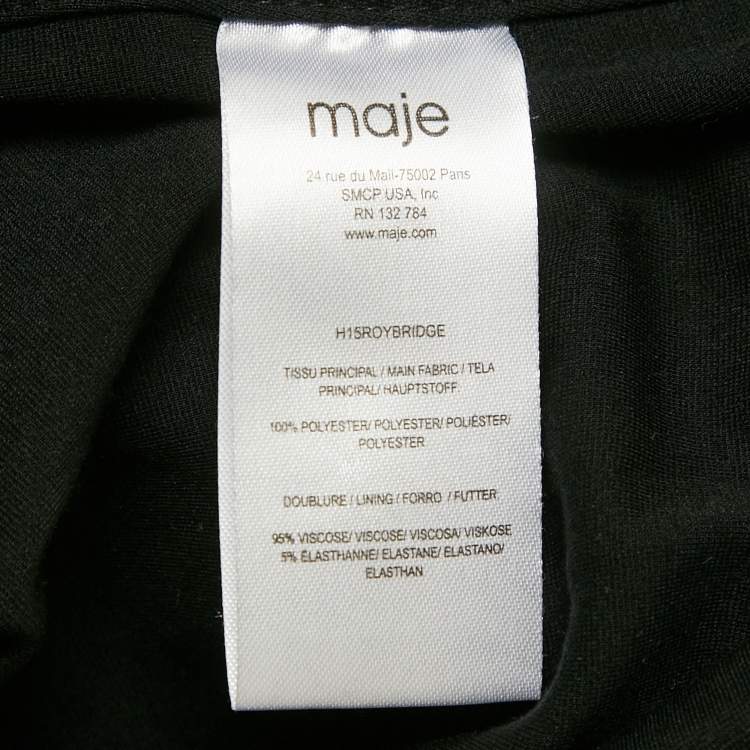 maje
24 rue du Mail-75002 Paris
SMCP USA, Inc
RN 132 784
www.maje.com
H15ROYBRIDGE
TISSU PRINCIPAL / MAIN FABRIC / TELA
PRINCIPAL/ HAUPTSTOFF
100% POLYESTER/ POLYESTER/ POLIÉSTER/
POLYESTER
DOUBLURE / LINING / FORRO / FUTTER
95% VISCOSE/ VISCOSE/ VISCOSA/ VISKOSE
5% ÉLASTHANNE/ ELASTANE/ ELASTANO/
ELASTHAN